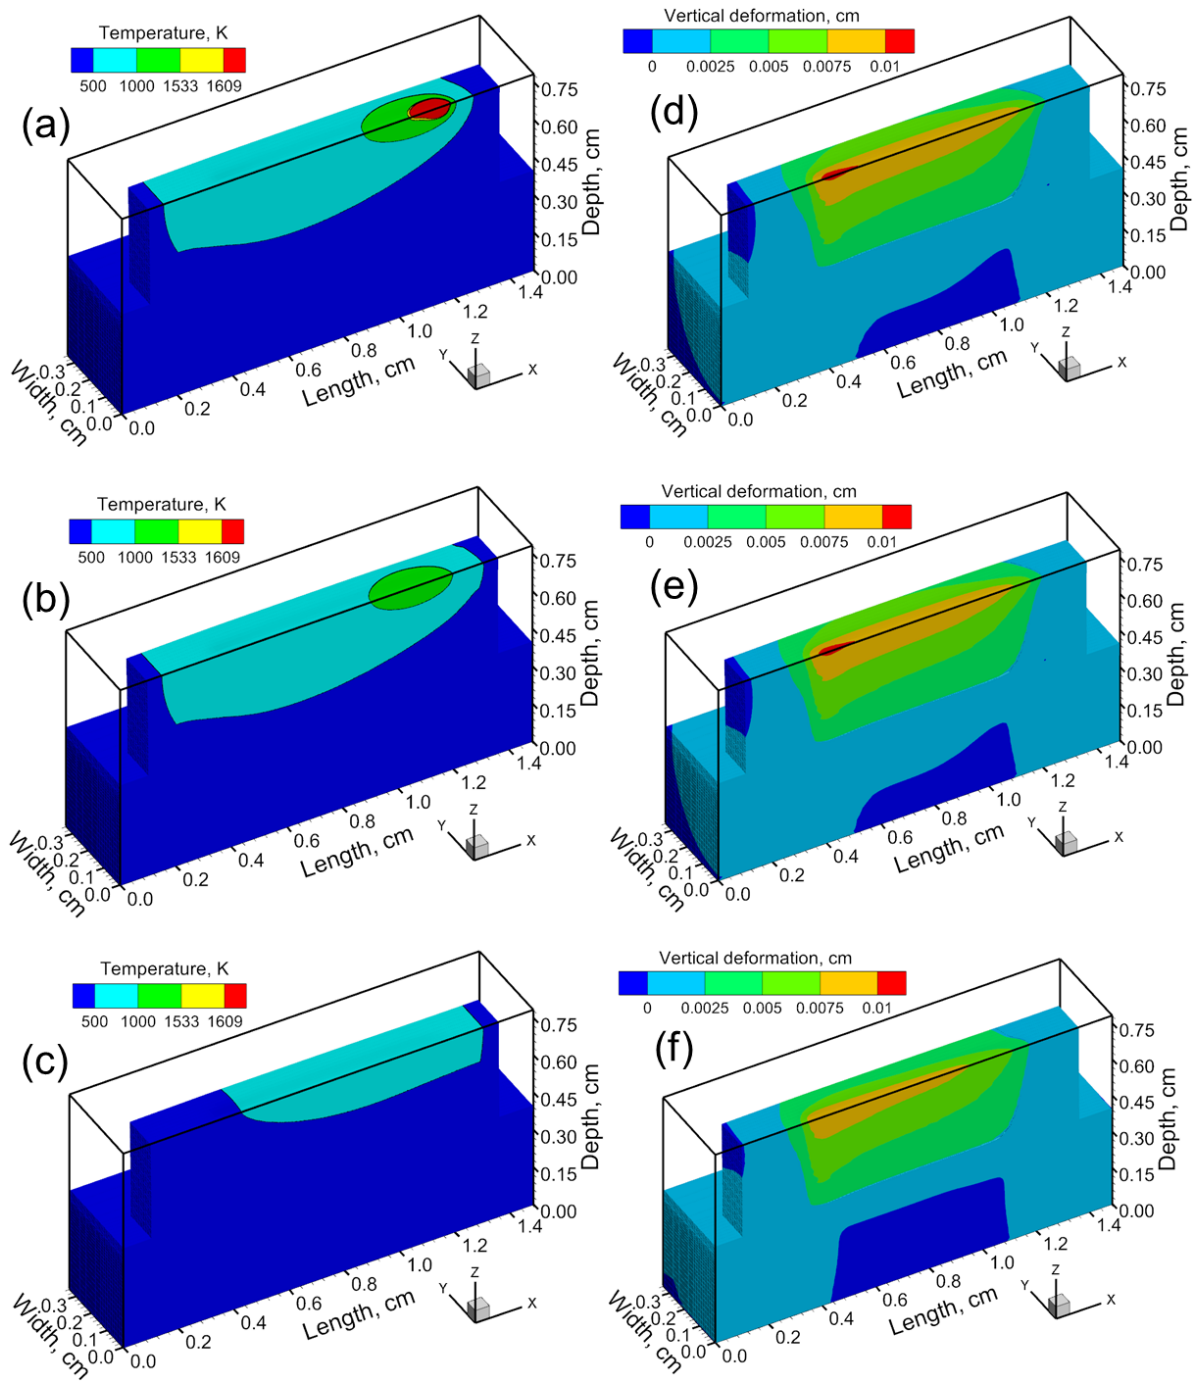 Temperature, K
500 1000 1533 1609
(a)
0.75
0.60
0.45
0.30
0.15
0.00
Depth, cm
0.3
0.2
0.1
0.0
Width, cm
0.0 0.2 0.4 0.6 0.8 1.0 1.2 1.4
Length, cm
Z
Y
X
Vertical deformation, cm
0 0.0025 0.005 0.0075 0.01
(d)
0.75
0.60
0.45
0.30
0.15
0.00
Depth, cm
0.3
0.2
0.1
0.0
Width, cm
0.0 0.2 0.4 0.6 0.8 1.0 1.2 1.4
Length, cm
Z
Y
X
Temperature, K
500 1000 1533 1609
(b)
0.75
0.60
0.45
0.30
0.15
0.00
Depth, cm
0.3
0.2
0.1
0.0
Width, cm
0.0 0.2 0.4 0.6 0.8 1.0 1.2 1.4
Length, cm
Z
Y
X
Vertical deformation, cm
0 0.0025 0.005 0.0075 0.01
(e)
0.75
0.60
0.45
0.30
0.15
0.00
Depth, cm
0.3
0.2
0.1
0.0
Width, cm
0.0 0.2 0.4 0.6 0.8 1.0 1.2 1.4
Length, cm
Z
Y
X
Temperature, K
500 1000 1533 1609
(c)
0.75
0.60
0.45
0.30
0.15
0.00
Depth, cm
0.3
0.2
0.1
0.0
Width, cm
0.0 0.2 0.4 0.6 0.8 1.0 1.2 1.4
Length, cm
Z
Y
X
Vertical deformation, cm
0 0.0025 0.005 0.0075 0.01
(f)
0.75
0.60
0.45
0.30
0.15
0.00
Depth, cm
0.3
0.2
0.1
0.0
Width, cm
0.0 0.2 0.4 0.6 0.8 1.0 1.2 1.4
Length, cm
Z
Y
X